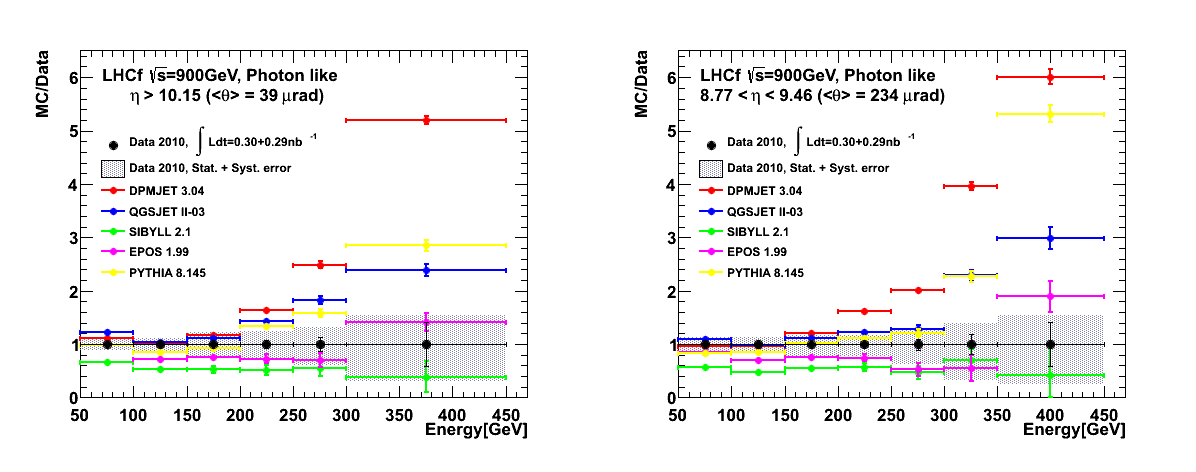 MC/Data
LHCf √s=900GeV, Photon like
η > 10.15 (<θ> = 39 μrad)
Data 2010, ∫ Ldt=0.30+0.29nb⁻¹
Data 2010, Stat. + Syst. error
DPMJET 3.04
QGSJET II-03
SIBYLL 2.1
EPOS 1.99
PYTHIA 8.145
6
5
4
3
2
1
0
50 100 150 200 250 300 350 400 450
Energy[GeV]
MC/Data
LHCf √s=900GeV, Photon like
8.77 < η < 9.46 (<θ> = 234 μrad)
Data 2010, ∫ Ldt=0.30+0.29nb⁻¹
Data 2010, Stat. + Syst. error
DPMJET 3.04
QGSJET II-03
SIBYLL 2.1
EPOS 1.99
PYTHIA 8.145
6
5
4
3
2
1
0
50 100 150 200 250 300 350 400 450
Energy[GeV]